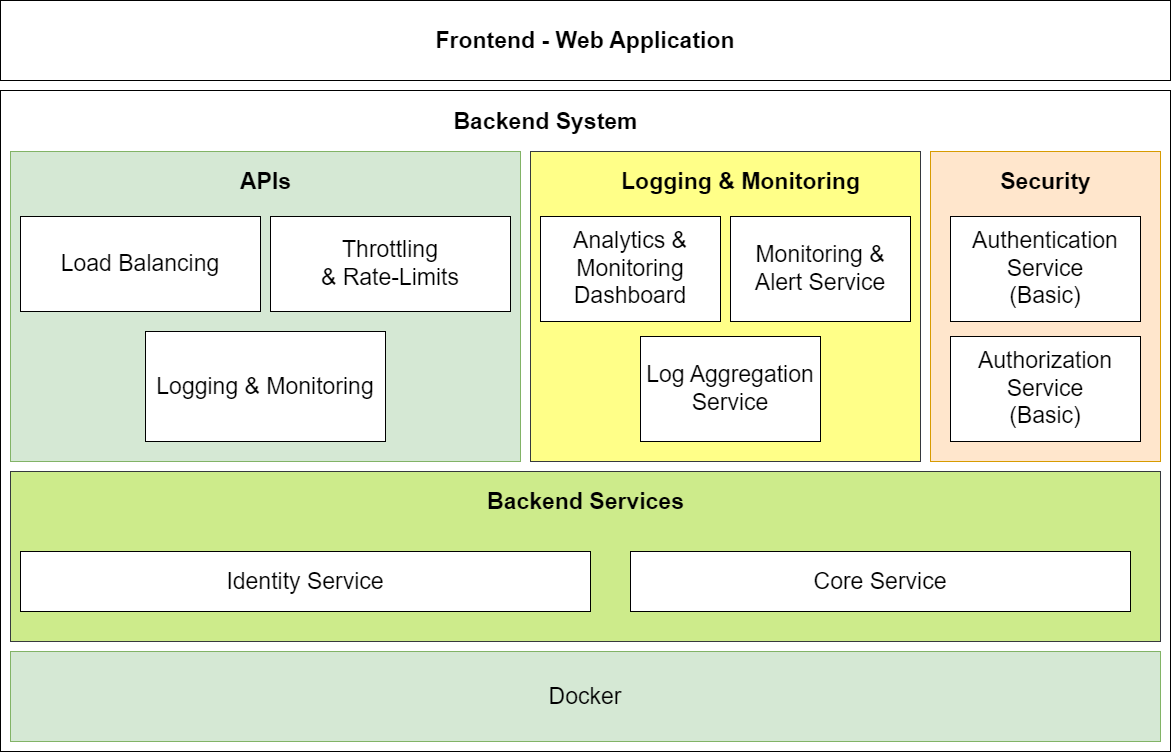 Frontend - Web Application
Backend System
APIs
Load Balancing
Throttling
& Rate-Limits
Logging & Monitoring
Logging & Monitoring
Analytics &
Monitoring
Dashboard
Monitoring &
Alert Service
Log Aggregation
Service
Security
Authentication
Service
(Basic)
Authorization
Service
(Basic)
Backend Services
Identity Service
Core Service
Docker